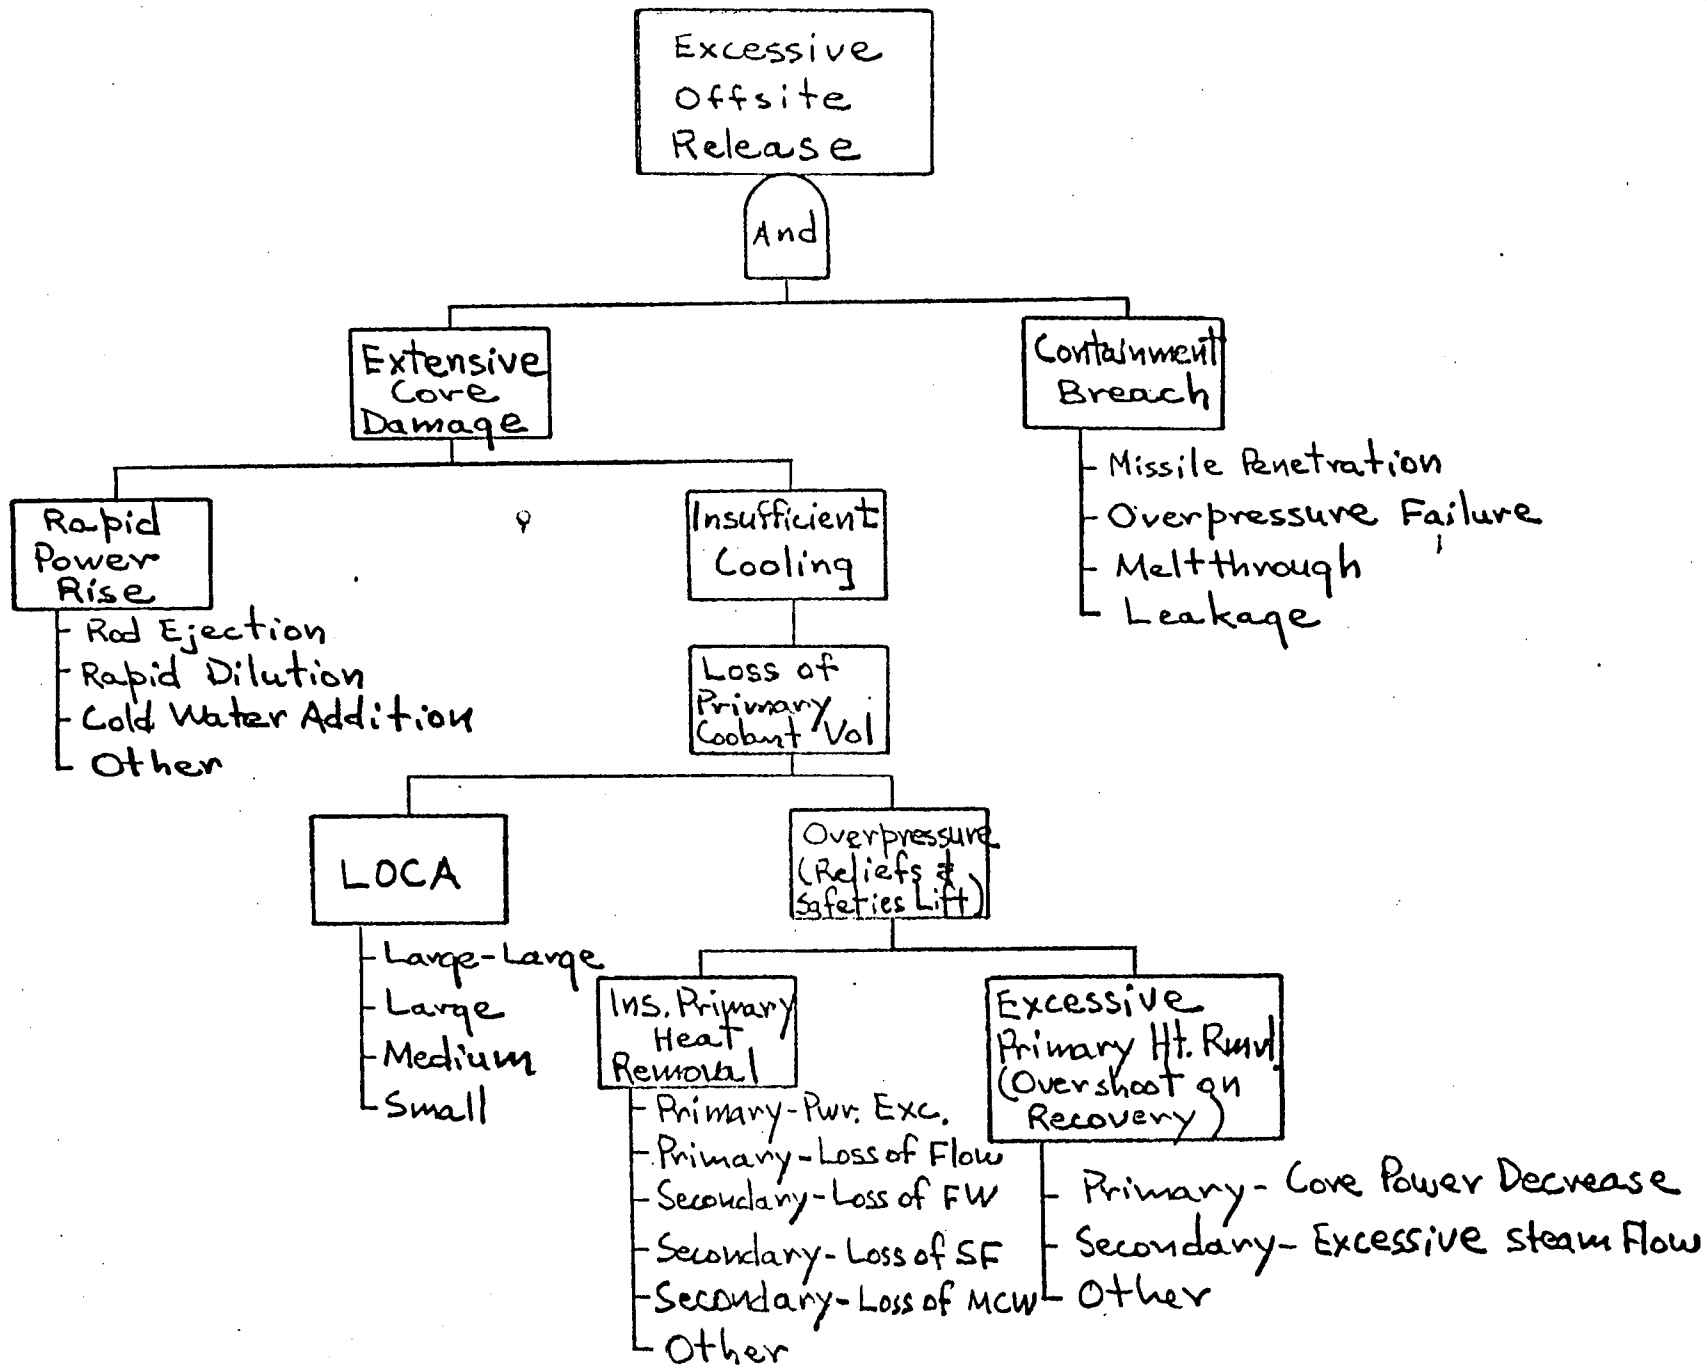 Excessive
Offsite
Release
And
Extensive
Core
Damage
Containment
Breach
Missile Penetration
Overpressure Failure
Meltthrough
Leakage
Rapid
Power
Rise
Rod Ejection
Rapid Dilution
Cold Water Addition
Other
Insufficient
Cooling
Loss of
Primary
Coolant Vol
LOCA
Large-Large
Large
Medium
Small
Overpressure
(Reliefs &
Safeties Lift)
Ins. Primary
Heat
Removal
Primary-Pwr. Exc.
Primary-Loss of Flow
Secondary-Loss of FW
Secondary-Loss of SF
Secondary-Loss of MCW
Other
Excessive
Primary Ht. Rmvl
(Overshoot on
Recovery)
Primary-Core Power Decrease
Secondary-Excessive Steam Flow
Other